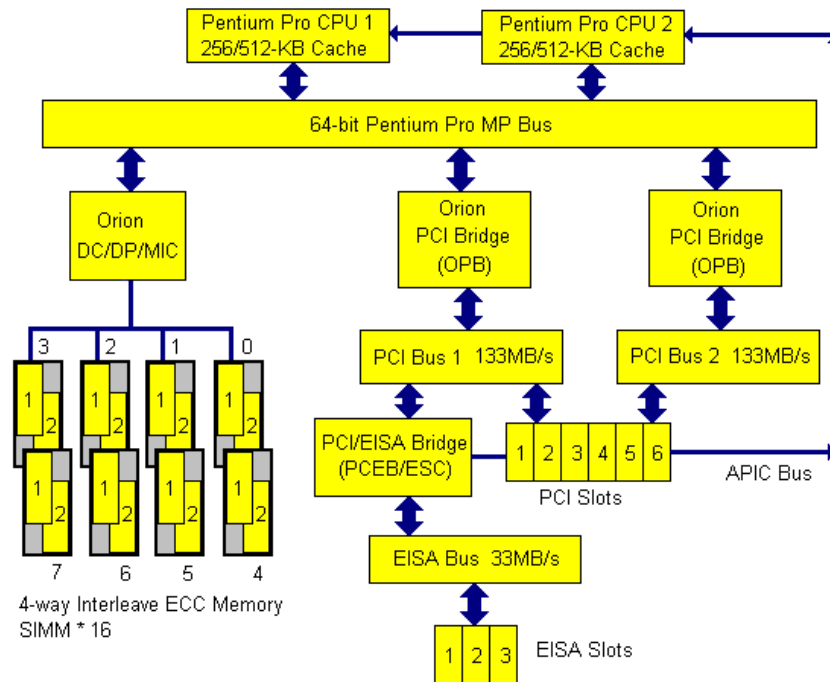 Pentium Pro CPU 1
256/512-KB Cache
Pentium Pro CPU 2
256/512-KB Cache
64-bit Pentium Pro MP Bus
Orion
DC/DP/MIC
Orion
PCI Bridge
(OPB)
Orion
PCI Bridge
(OPB)
3 2 1 0
PCI Bus 1 133MB/s
PCI Bus 2 133MB/s
1 2 1 2 1 2 1 2
PCI/EISA Bridge
(PCEB/ESC)
1 2 3 4 5 6
PCI Slots
APIC Bus
1 2 1 2 1 2 1 2
7 6 5 4
EISA Bus 33MB/s
4-way Interleave ECC Memory
SIMM * 16
1 2 3
EISA Slots